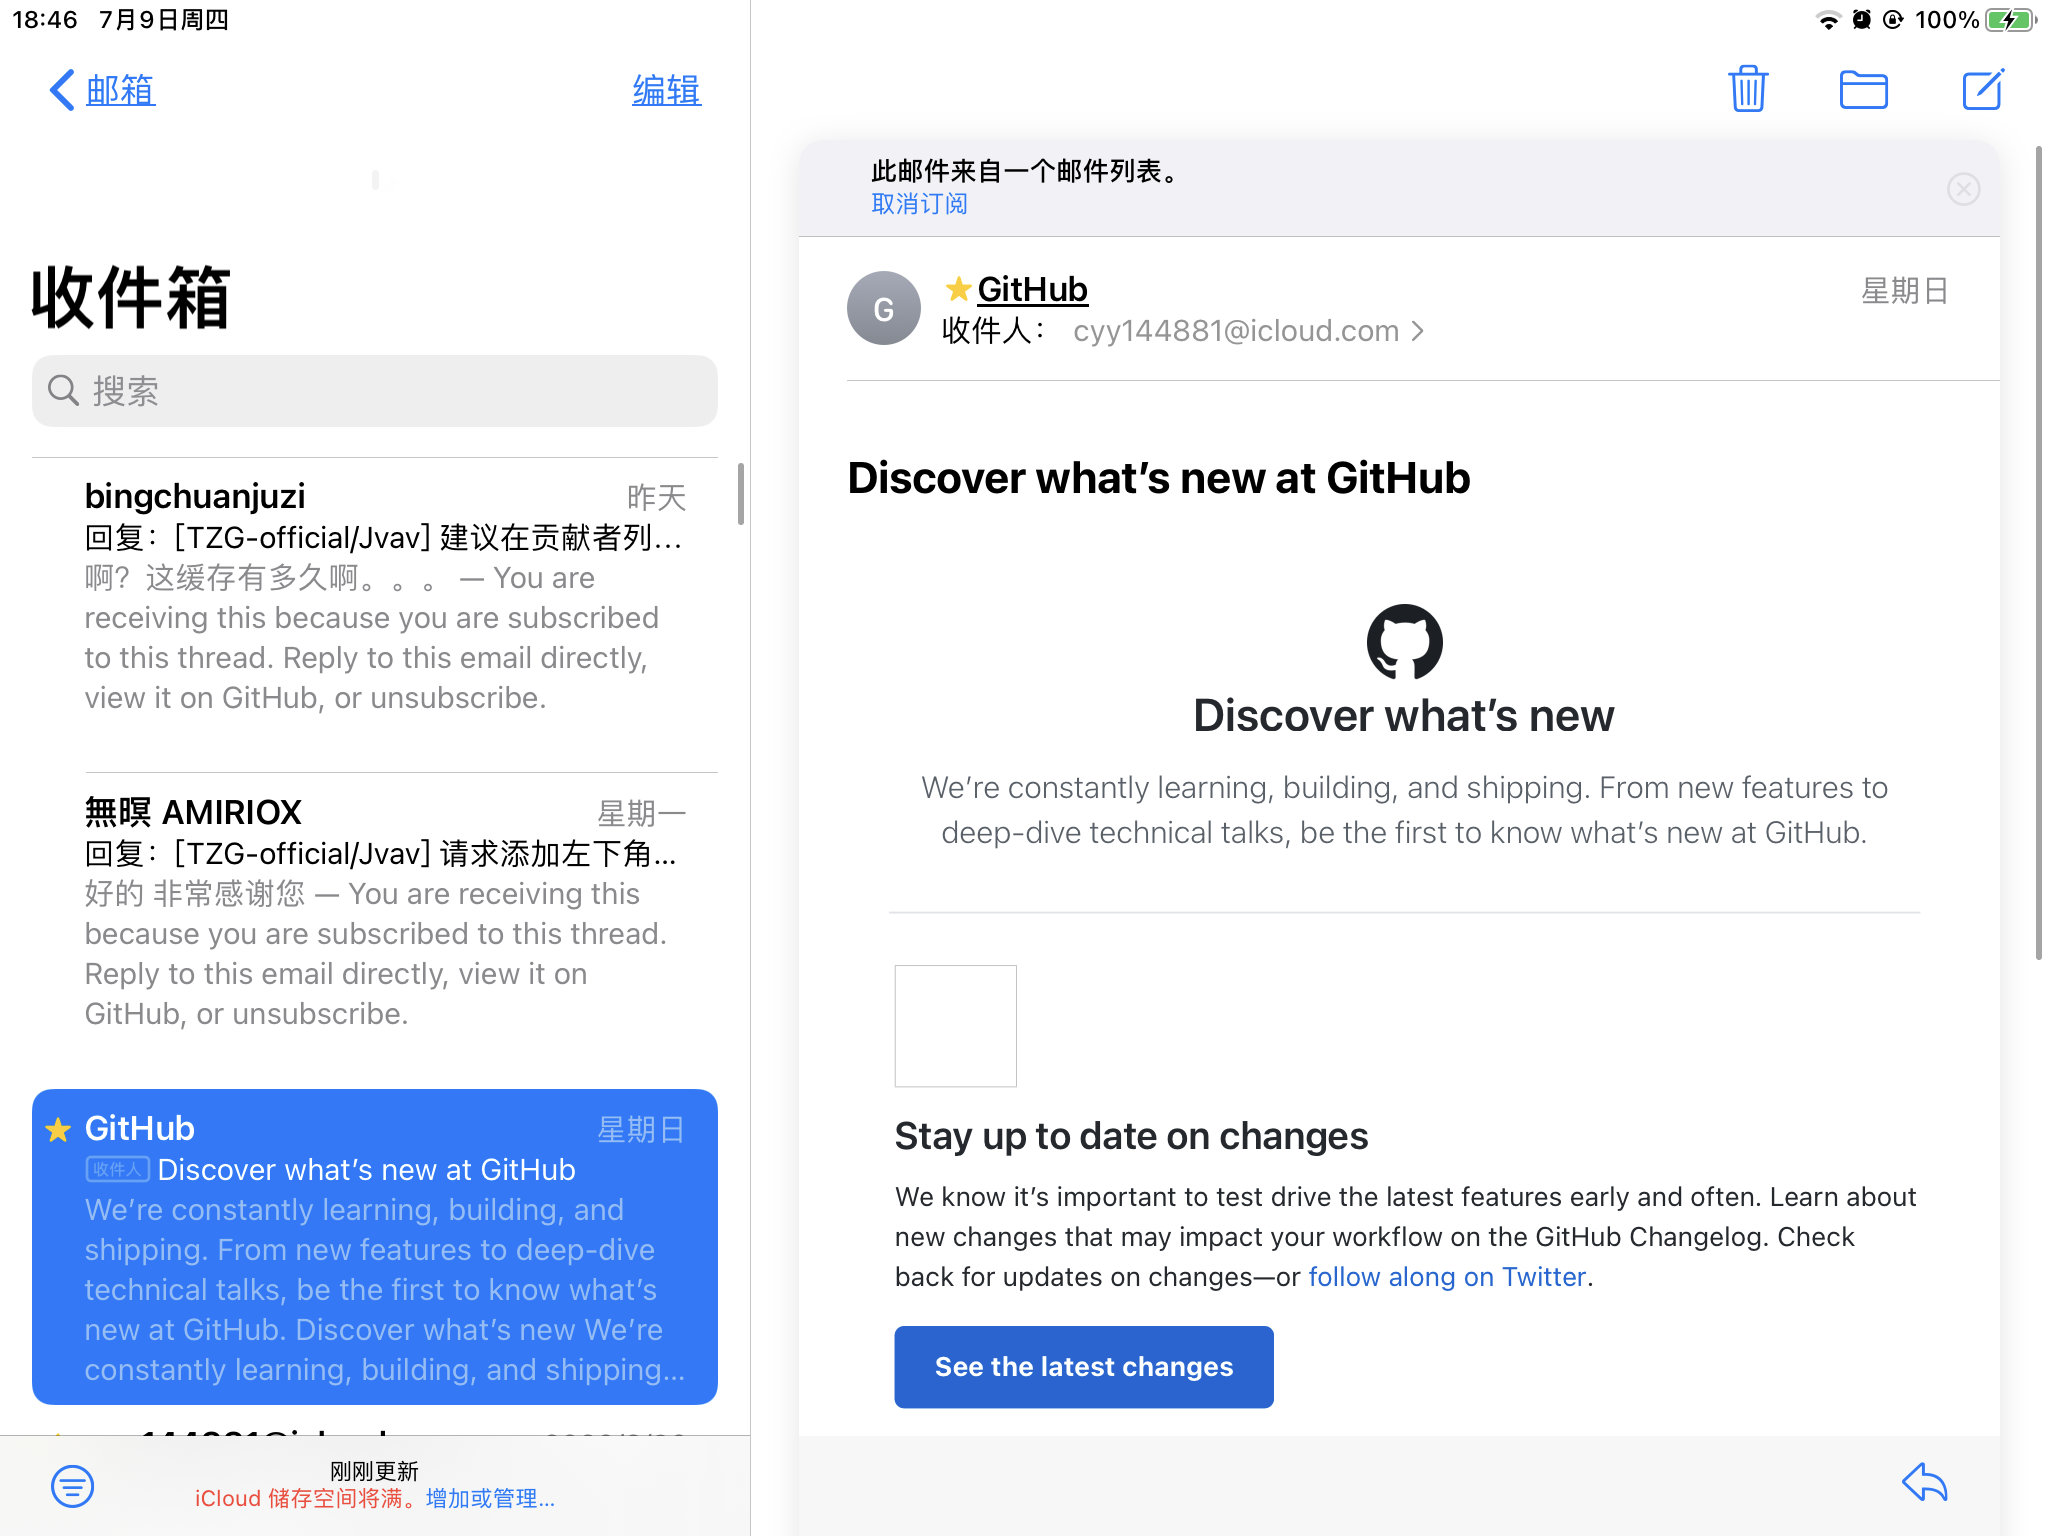 18:46 7月9日周四
100%
邮箱
编辑
收件箱
搜索
bingchuanjuzi 昨天
回复：[TZG-official/Jvav] 建议在贡献者列...
啊？这缓存有多久啊。。。 — You are
receiving this because you are subscribed
to this thread. Reply to this email directly,
view it on GitHub, or unsubscribe.
無暝 AMIRIOX 星期一
回复：[TZG-official/Jvav] 请求添加左下角...
好的 非常感谢您 — You are receiving this
because you are subscribed to this thread.
Reply to this email directly, view it on
GitHub, or unsubscribe.
GitHub 星期日
收件人 Discover what’s new at GitHub
We’re constantly learning, building, and
shipping. From new features to deep-dive
technical talks, be the first to know what’s
new at GitHub. Discover what’s new We’re
constantly learning, building, and shipping...
刚刚更新
iCloud 储存空间将满。增加或管理...
此邮件来自一个邮件列表。
取消订阅
G
GitHub 星期日
收件人： cyy144881@icloud.com
Discover what’s new at GitHub
Discover what’s new
We’re constantly learning, building, and shipping. From new features to
deep-dive technical talks, be the first to know what’s new at GitHub.
Stay up to date on changes
We know it’s important to test drive the latest features early and often. Learn about
new changes that may impact your workflow on the GitHub Changelog. Check
back for updates on changes—or follow along on Twitter.
See the latest changes